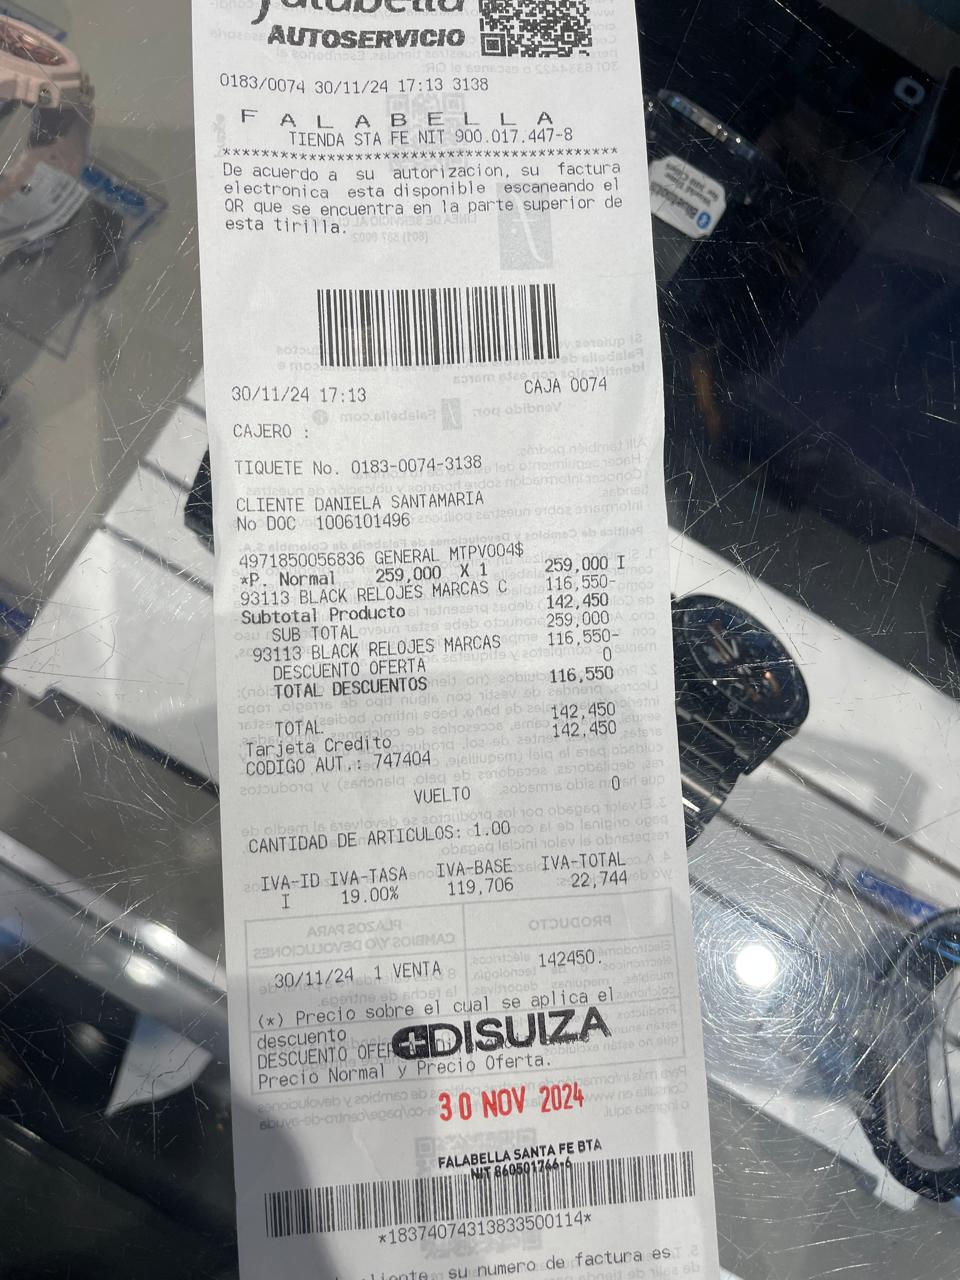 falabella
AUTOSERVICIO
0183/0074 30/11/24 17:13 3138
F A L A B E L L A
TIENDA STA FE NIT 900.017.447-8
**************************************************
De acuerdo a su autorizacion, su factura
electronica esta disponible escaneando el
QR que se encuentra en la parte superior de
esta tirilla.
30/11/24 17:13 CAJA 0074
CAJERO :
TIQUETE No. 0183-0074-3138
CLIENTE DANIELA SANTAMARIA
No DOC 1006101496
4971850056836 GENERAL MTPV004$
*P. Normal 259,000 X 1 259,000 I
93113 BLACK RELOJES MARCAS C 116,550-
Subtotal Producto 142,450
SUB TOTAL 259,000
93113 BLACK RELOJES MARCAS 116,550-
DESCUENTO OFERTA 0
TOTAL DESCUENTOS 116,550
TOTAL 142,450
Tarjeta Credito 142,450
CODIGO AUT.: 747404
VUELTO 0
CANTIDAD DE ARTICULOS: 1.00
IVA-ID IVA-TASA IVA-BASE IVA-TOTAL
I 19.00% 119,706 22,744
30/11/24 1 VENTA 142450.
(*) Precio sobre el cual se aplica el
descuento
DISUIZA
DESCUENTO OFER
Precio Normal y Precio Oferta.
30 NOV 2024
FALABELLA SANTA FE BTA
NIT 860501766-6
*18374074313833500114*
su numero de factura es